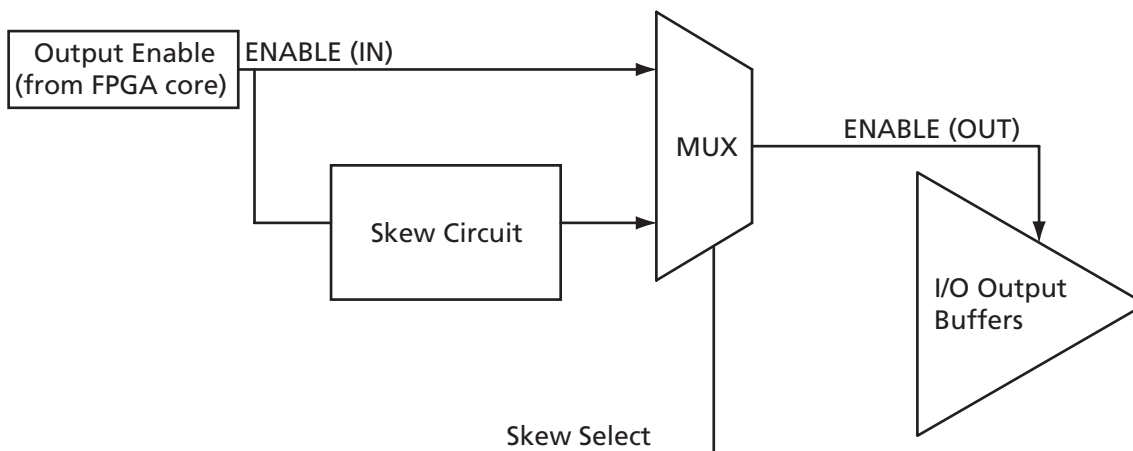 Output Enable
(from FPGA core)
ENABLE (IN)
MUX
ENABLE (OUT)
Skew Circuit
I/O Output
Buffers
Skew Select